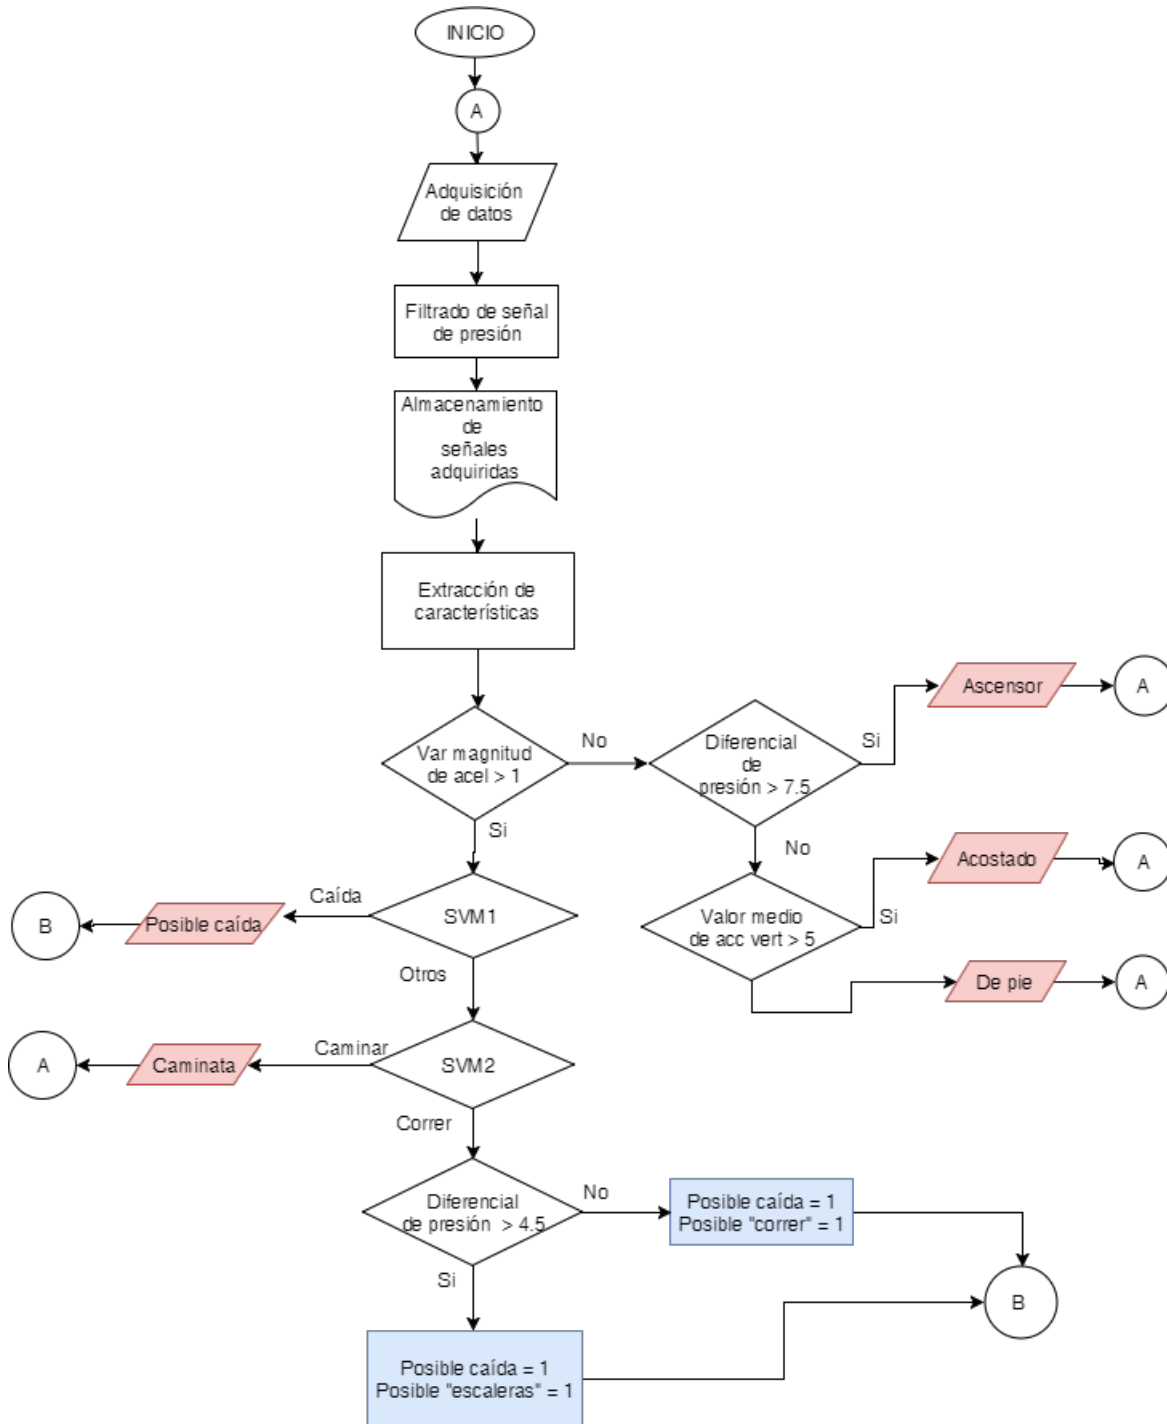 INICIO
A
Adquisición
de datos
Filtrado de señal
de presión
Almacenamiento
de
señales
adquiridas
Extracción de
características
Var magnitud
de acel > 1
No
Si
Diferencial
de
presión > 7.5
Si
Ascensor
A
No
Valor medio
de acc vert > 5
Si
Acostado
A
De pie
A
SVM1
Caída
Posible caída
B
Otros
SVM2
Caminar
Caminata
A
Correr
Diferencial
de presión > 4.5
No
Posible caída = 1
Posible "correr" = 1
B
Si
Posible caída = 1
Posible "escaleras" = 1